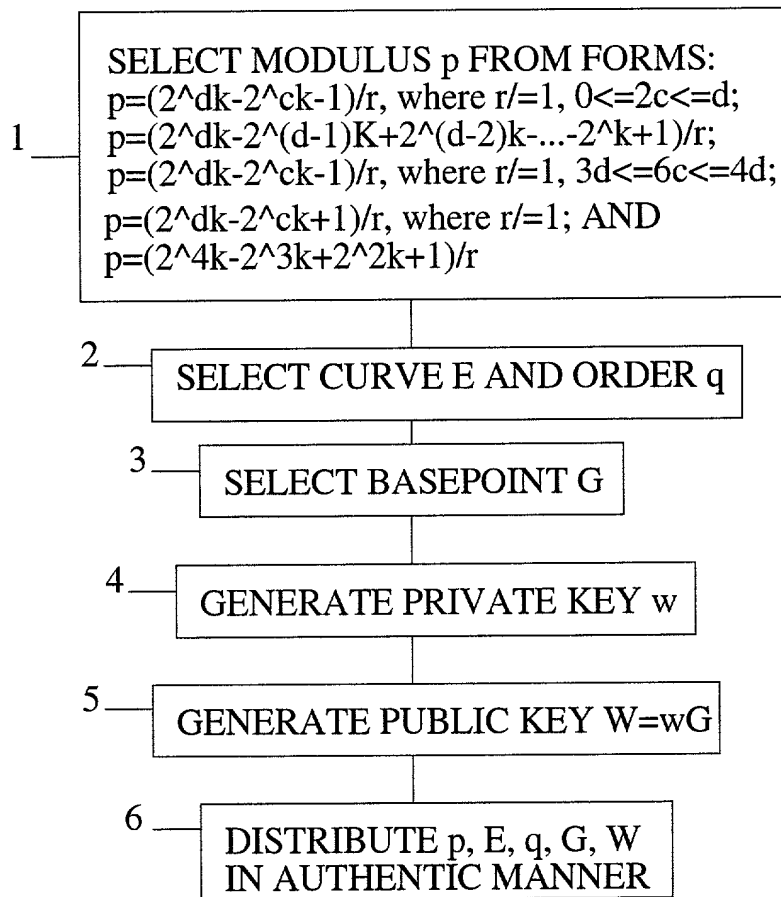 SELECT MODULUS p FROM FORMS:
p=(2^dk-2^ck-1)/r, where r/=1, 0<=2c<=d;
1
p=(2^dk-2^(d-1)K+2^(d-2)k-...-2^k+1)/r;
p=(2^dk-2^ck-1)/r, where r/=1, 3d<=6c<=4d;
p=(2^dk-2^ck+1)/r, where r/=1; AND
p=(2^4k-2^3k+2^2k+1)/r
2
SELECT CURVE E AND ORDER q
3
SELECT BASEPOINT G
4
GENERATE PRIVATE KEY w
5
GENERATE PUBLIC KEY W=wG
6
DISTRIBUTE p, E, q, G, W
IN AUTHENTIC MANNER